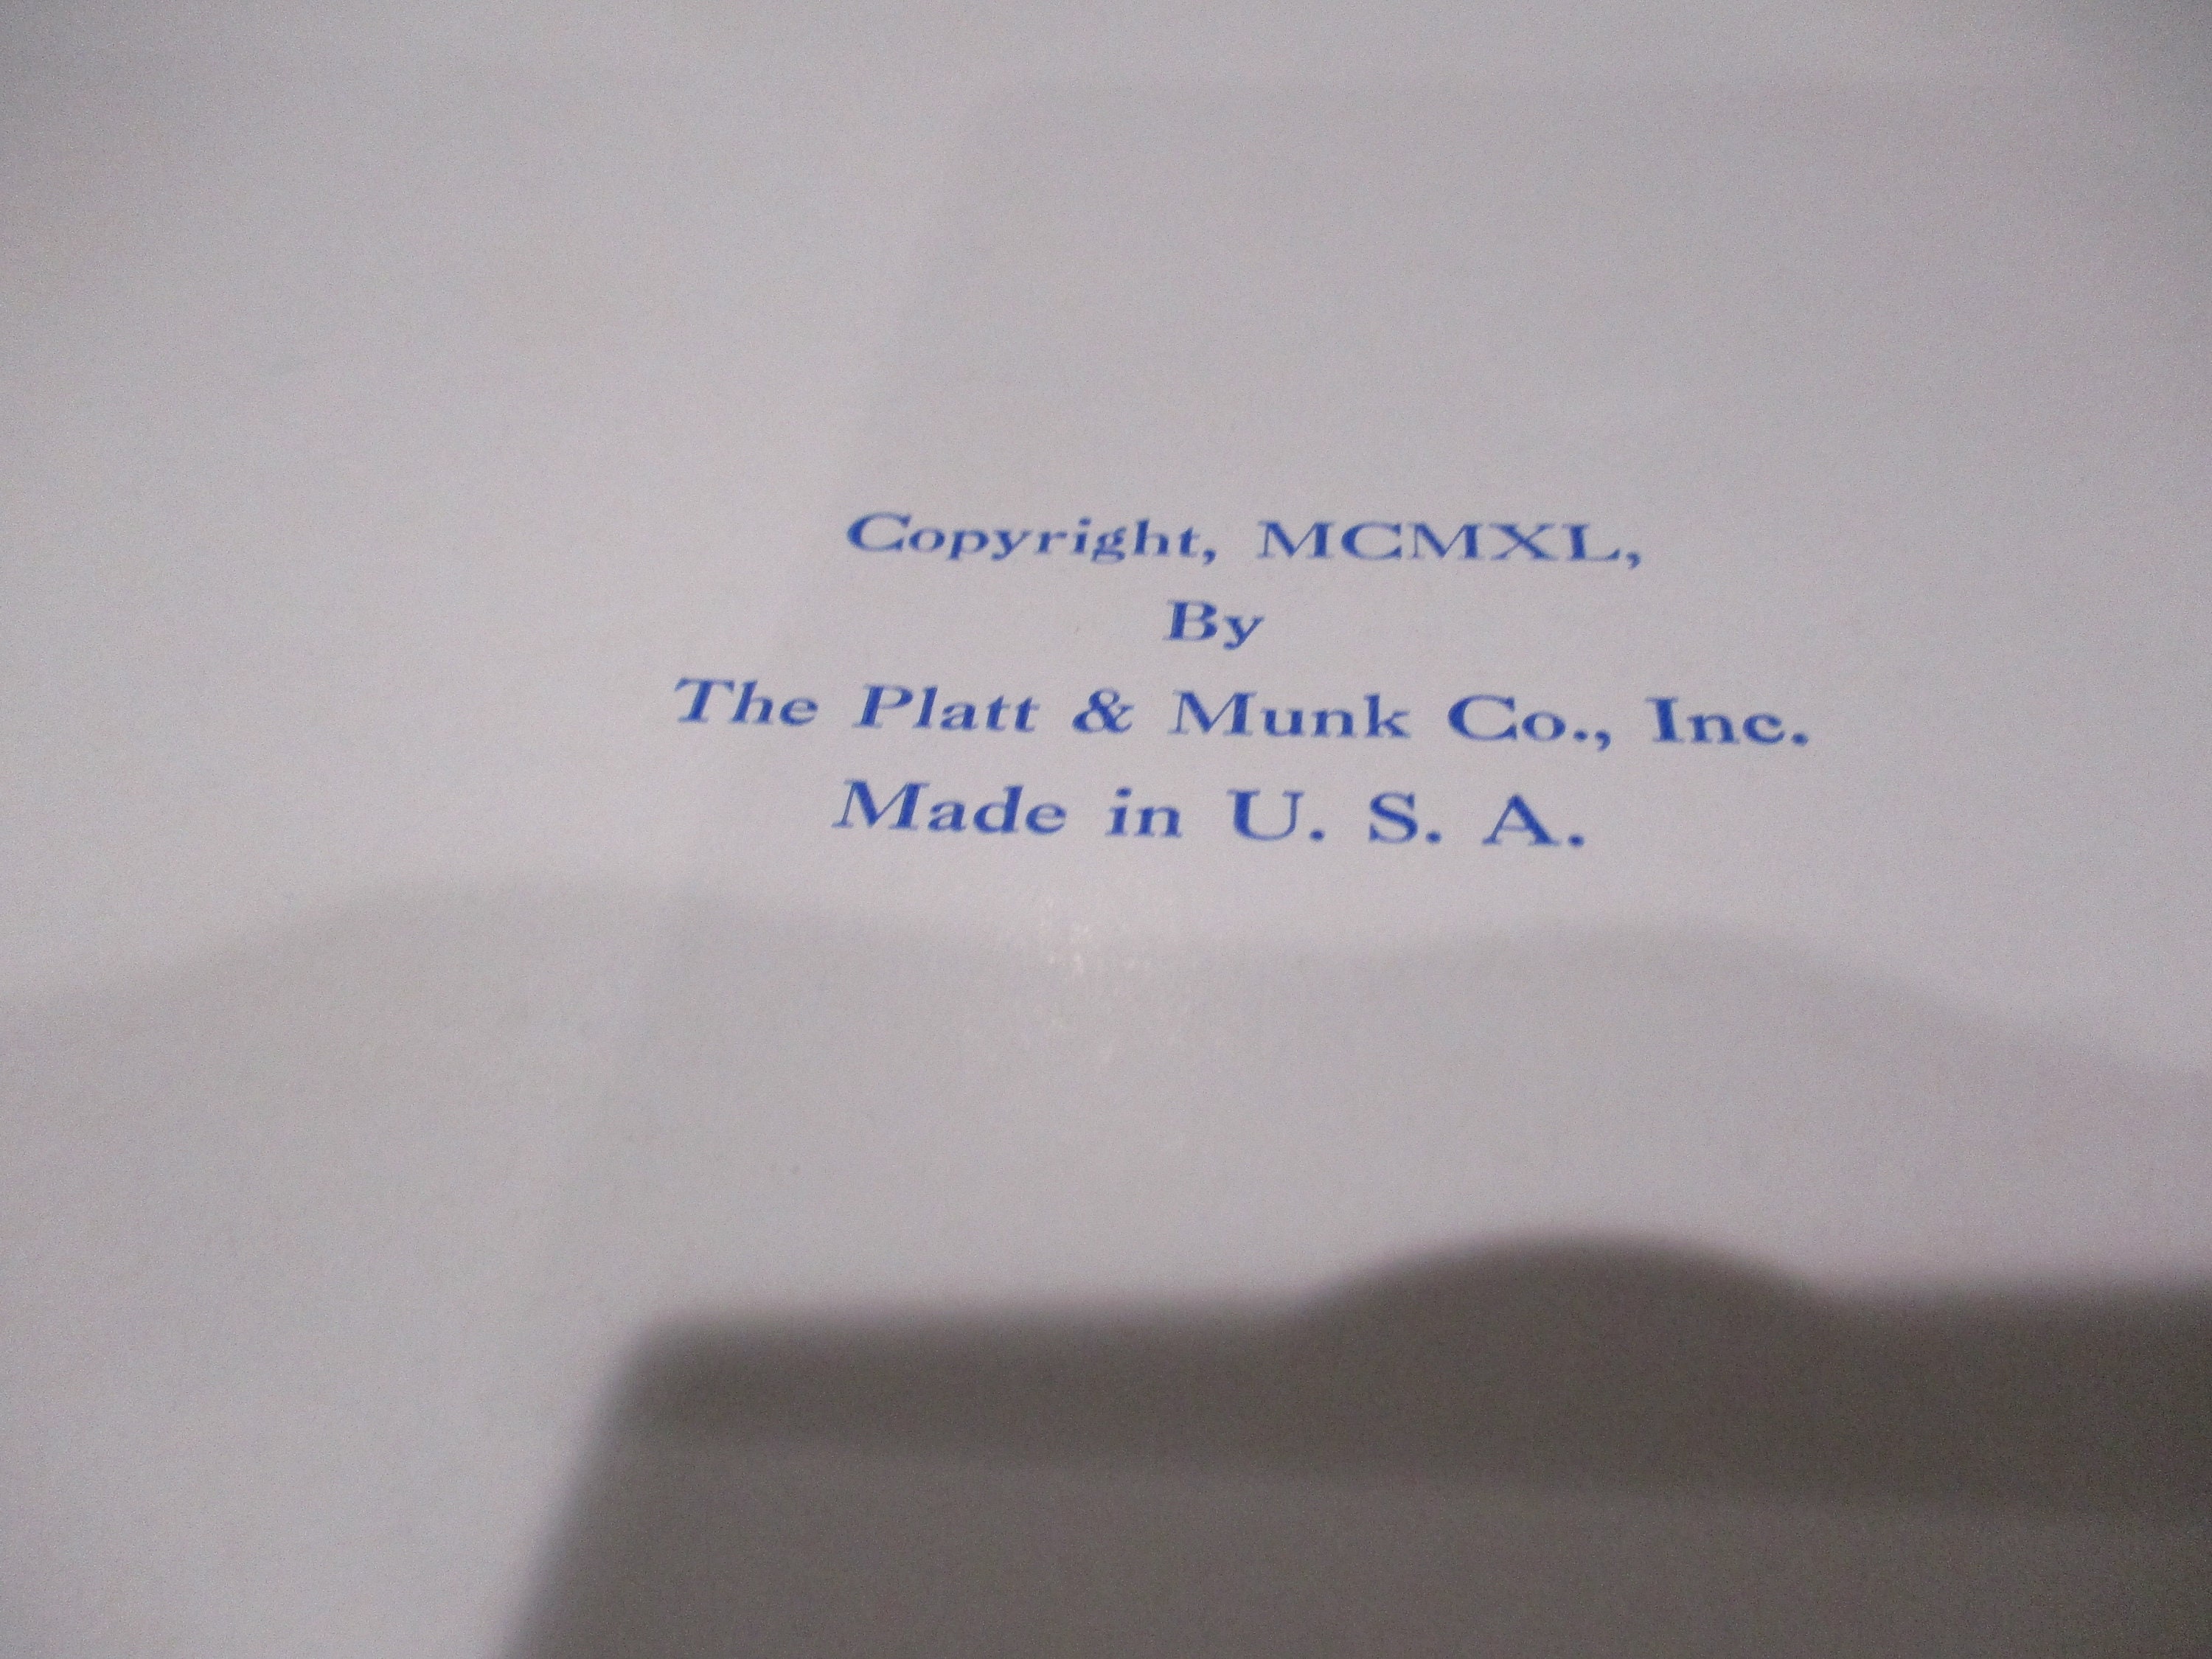 Copyright, MCMXL,
By
The Platt & Munk Co., Inc.
Made in U. S. A.